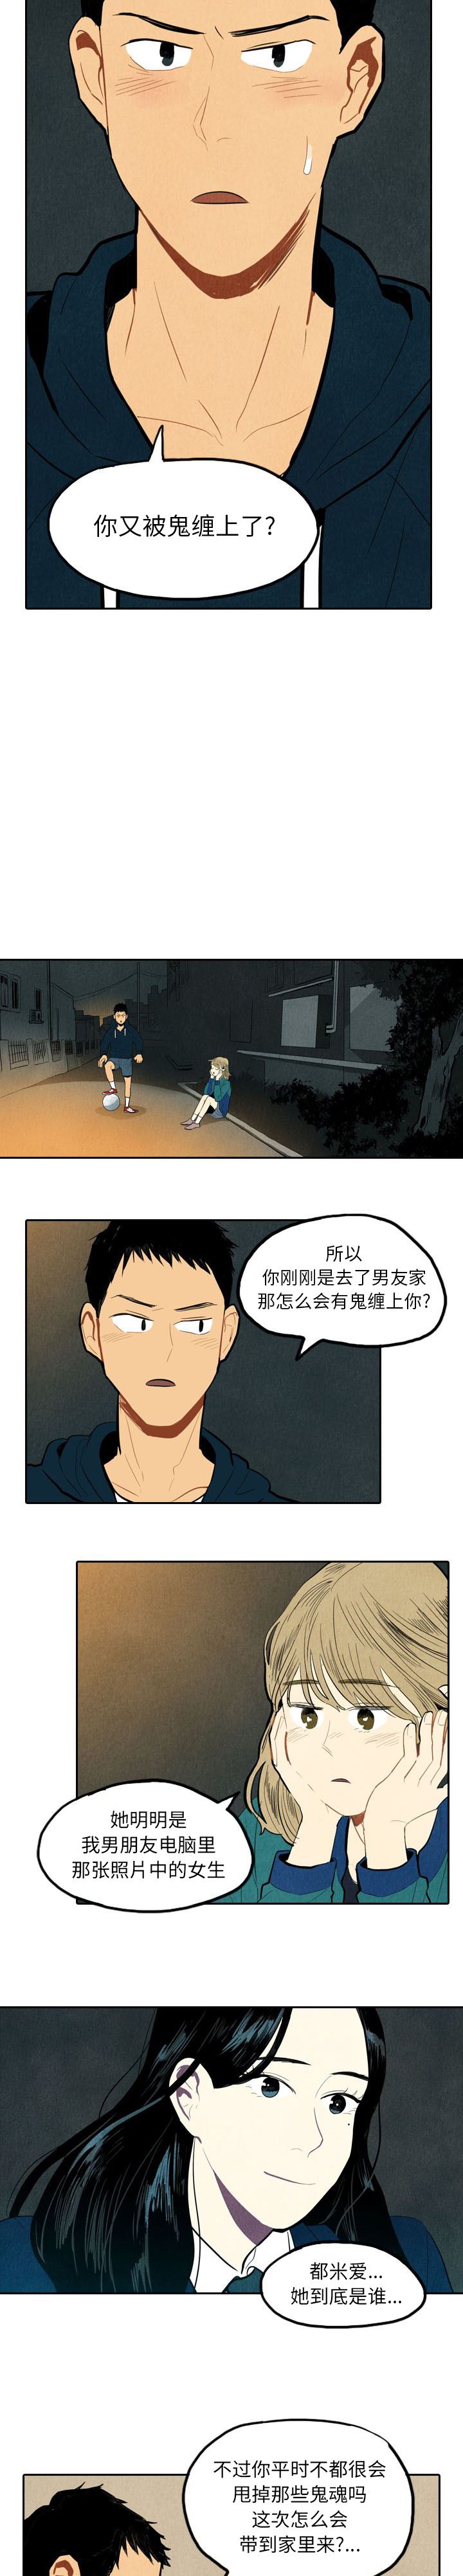 你又被鬼缠上了?
所以
你刚刚是去了男友家
那怎么会有鬼缠上你?
她明明是
我男朋友电脑里
那张照片中的女生
都米爱...
她到底是谁...
不过你平时不都很会
甩掉那些鬼魂吗
这次怎么会
带到家里来?...